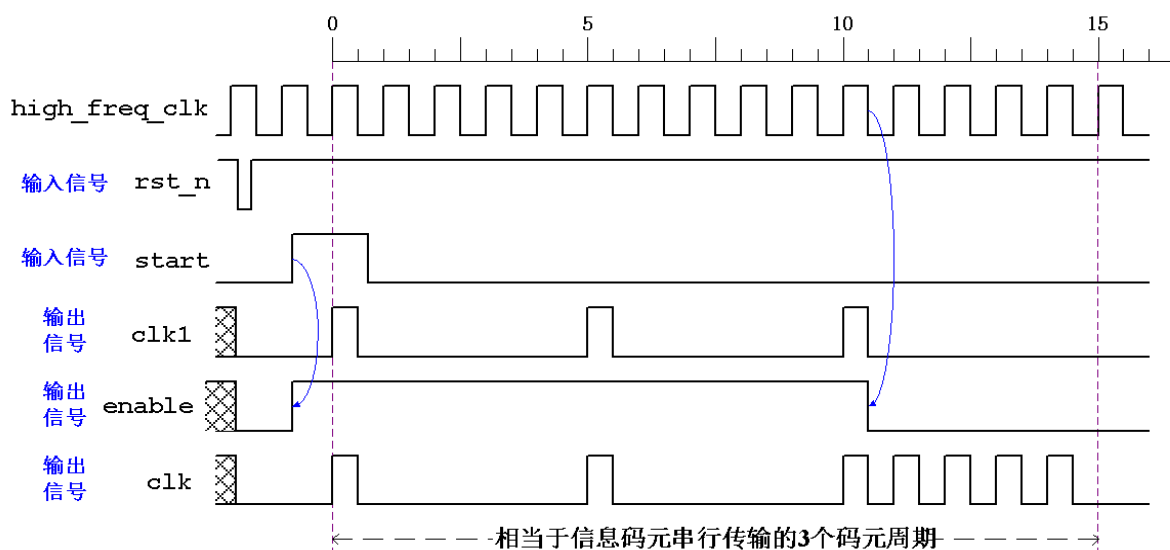 0 5 10 15
high_freq_clk
输入信号 rst_n
输入信号 start
输出
信号 clk1
输出
信号 enable
输出
信号 clk
相当于信息码元串行传输的3个码元周期